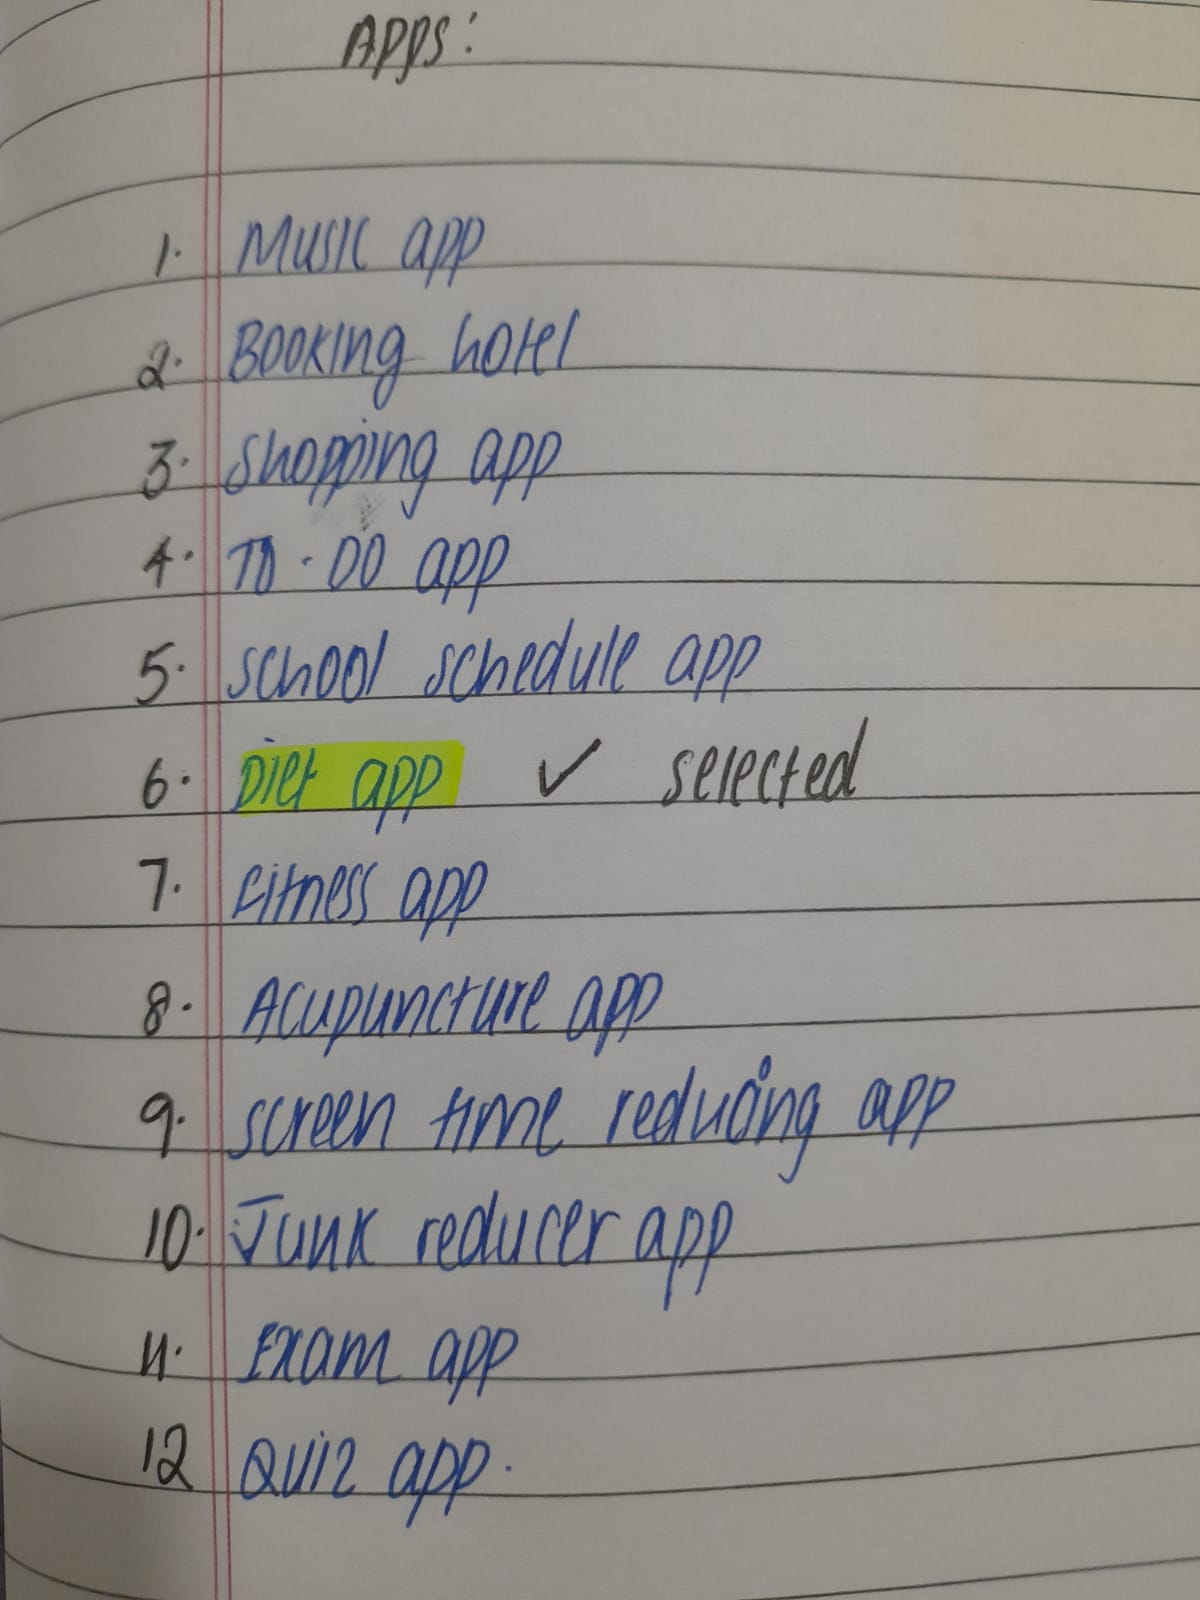 Apps:
1. Music app
2. Booking hotel
3. Shopping app
4. To-Do app
5. School schedule app
6. Diet app ✓ selected
7. Fitness app
8. Acupuncture app
9. Screen time reducing app
10. Junk reducer app
11. Exam app
12 Quiz app.